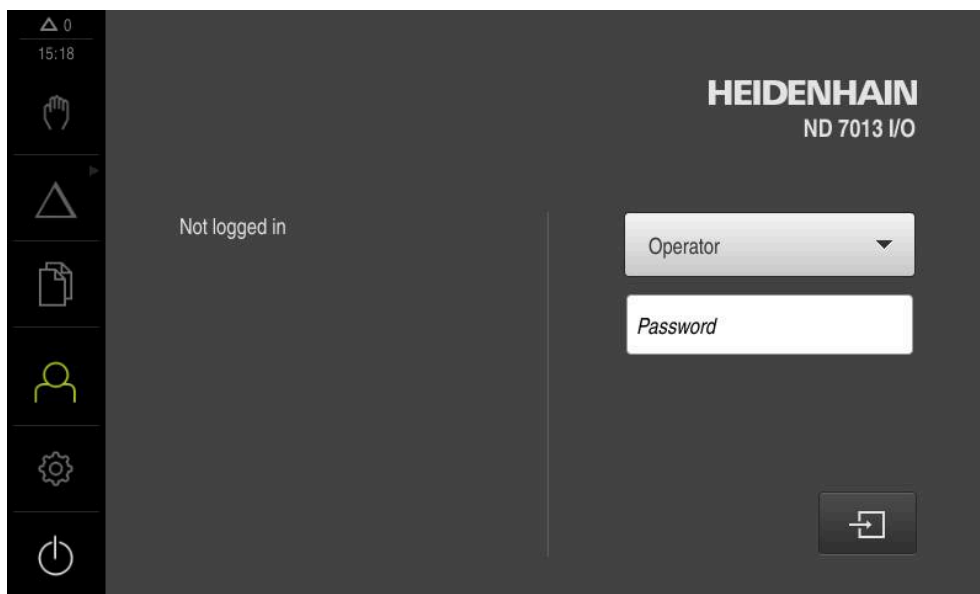 0
15:18
HEIDENHAIN
ND 7013 I/O
Not logged in
Operator
Password